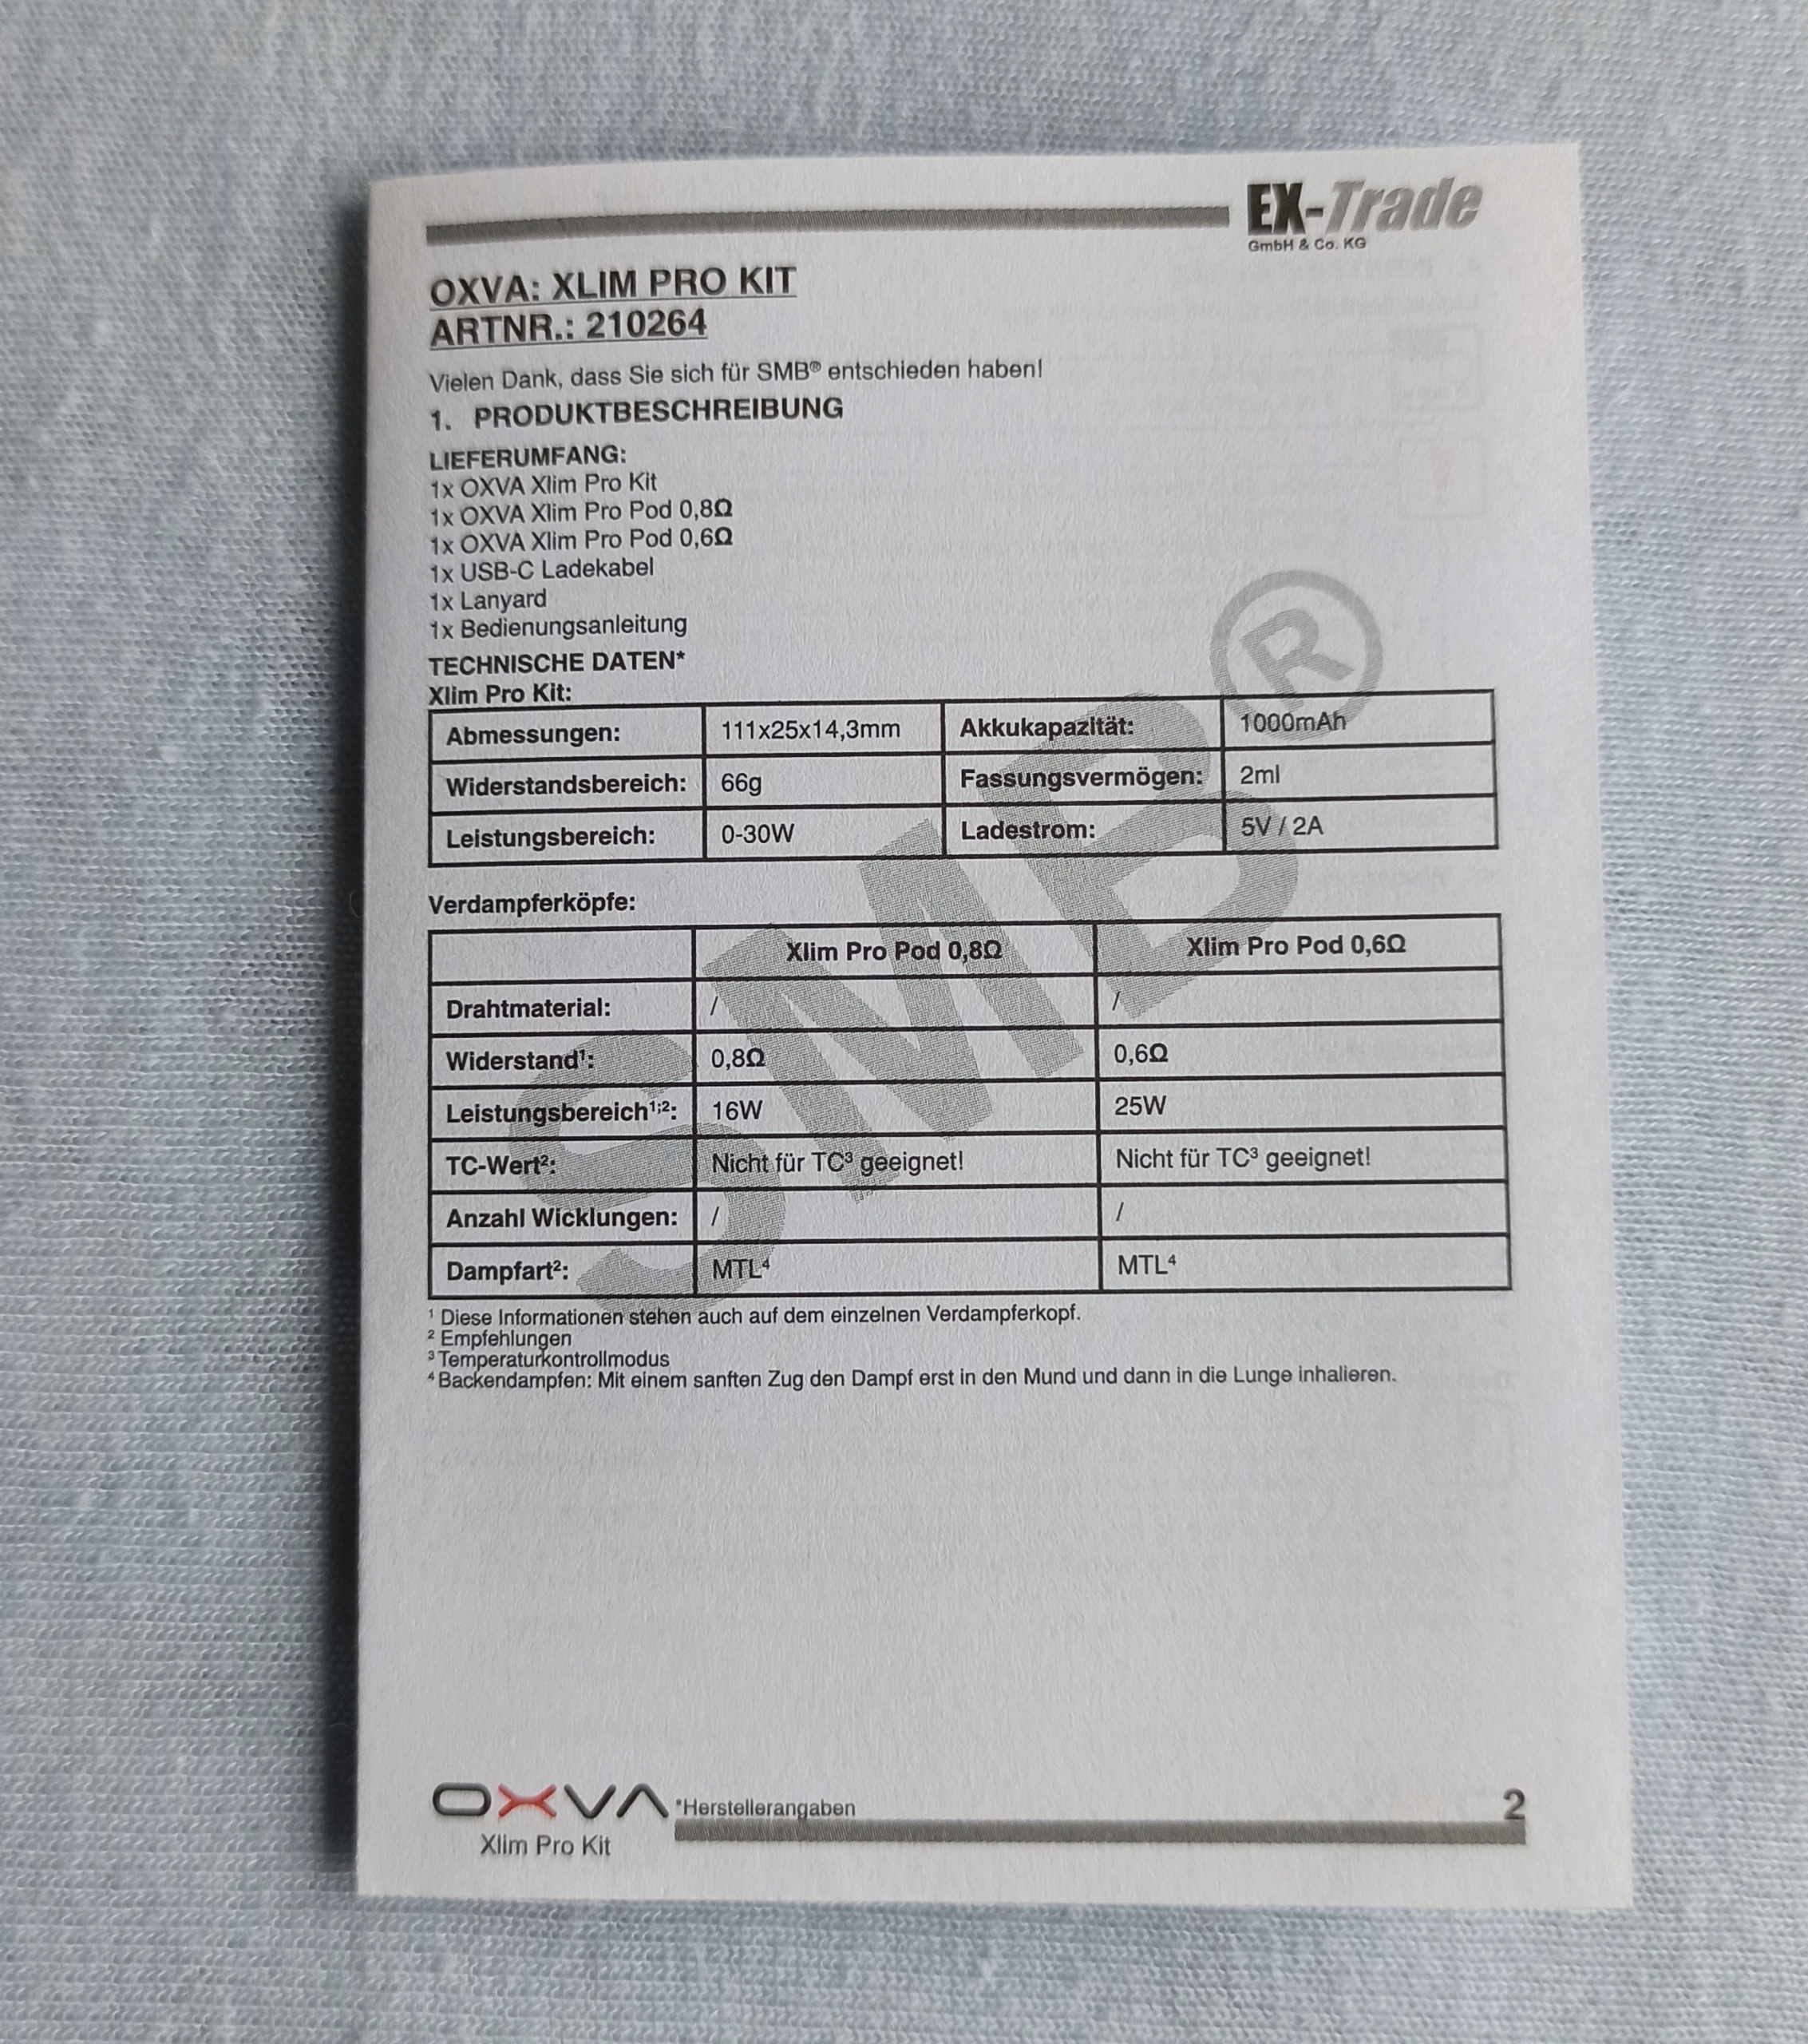 EX-Trade
GmbH & Co. KG
OXVA: XLIM PRO KIT
ARTNR.: 210264
Vielen Dank, dass Sie sich für SMB® entschieden haben!
1. PRODUKTBESCHREIBUNG
LIEFERUMFANG:
1x OXVA Xlim Pro Kit
1x OXVA Xlim Pro Pod 0,8Ω
1x OXVA Xlim Pro Pod 0,6Ω
1x USB-C Ladekabel
1x Lanyard
1x Bedienungsanleitung
TECHNISCHE DATEN*
Xlim Pro Kit:
Abmessungen: 111x25x14,3mm Akkukapazität: 1000mAh
Widerstandsbereich: 66g Fassungsvermögen: 2ml
Leistungsbereich: 0-30W Ladestrom: 5V / 2A
Verdampferköpfe:
Xlim Pro Pod 0,8Ω Xlim Pro Pod 0,6Ω
Drahtmaterial: / /
Widerstand¹: 0,8Ω 0,6Ω
Leistungsbereich¹;²: 16W 25W
TC-Wert²: Nicht für TC³ geeignet! Nicht für TC³ geeignet!
Anzahl Wicklungen: / /
Dampfart²: MTL⁴ MTL⁴
¹ Diese Informationen stehen auch auf dem einzelnen Verdampferkopf.
² Empfehlungen
³ Temperaturkontrollmodus
⁴ Backendampfen: Mit einem sanften Zug den Dampf erst in den Mund und dann in die Lunge inhalieren.
SMB®
OXVA *Herstellerangaben 2
Xlim Pro Kit